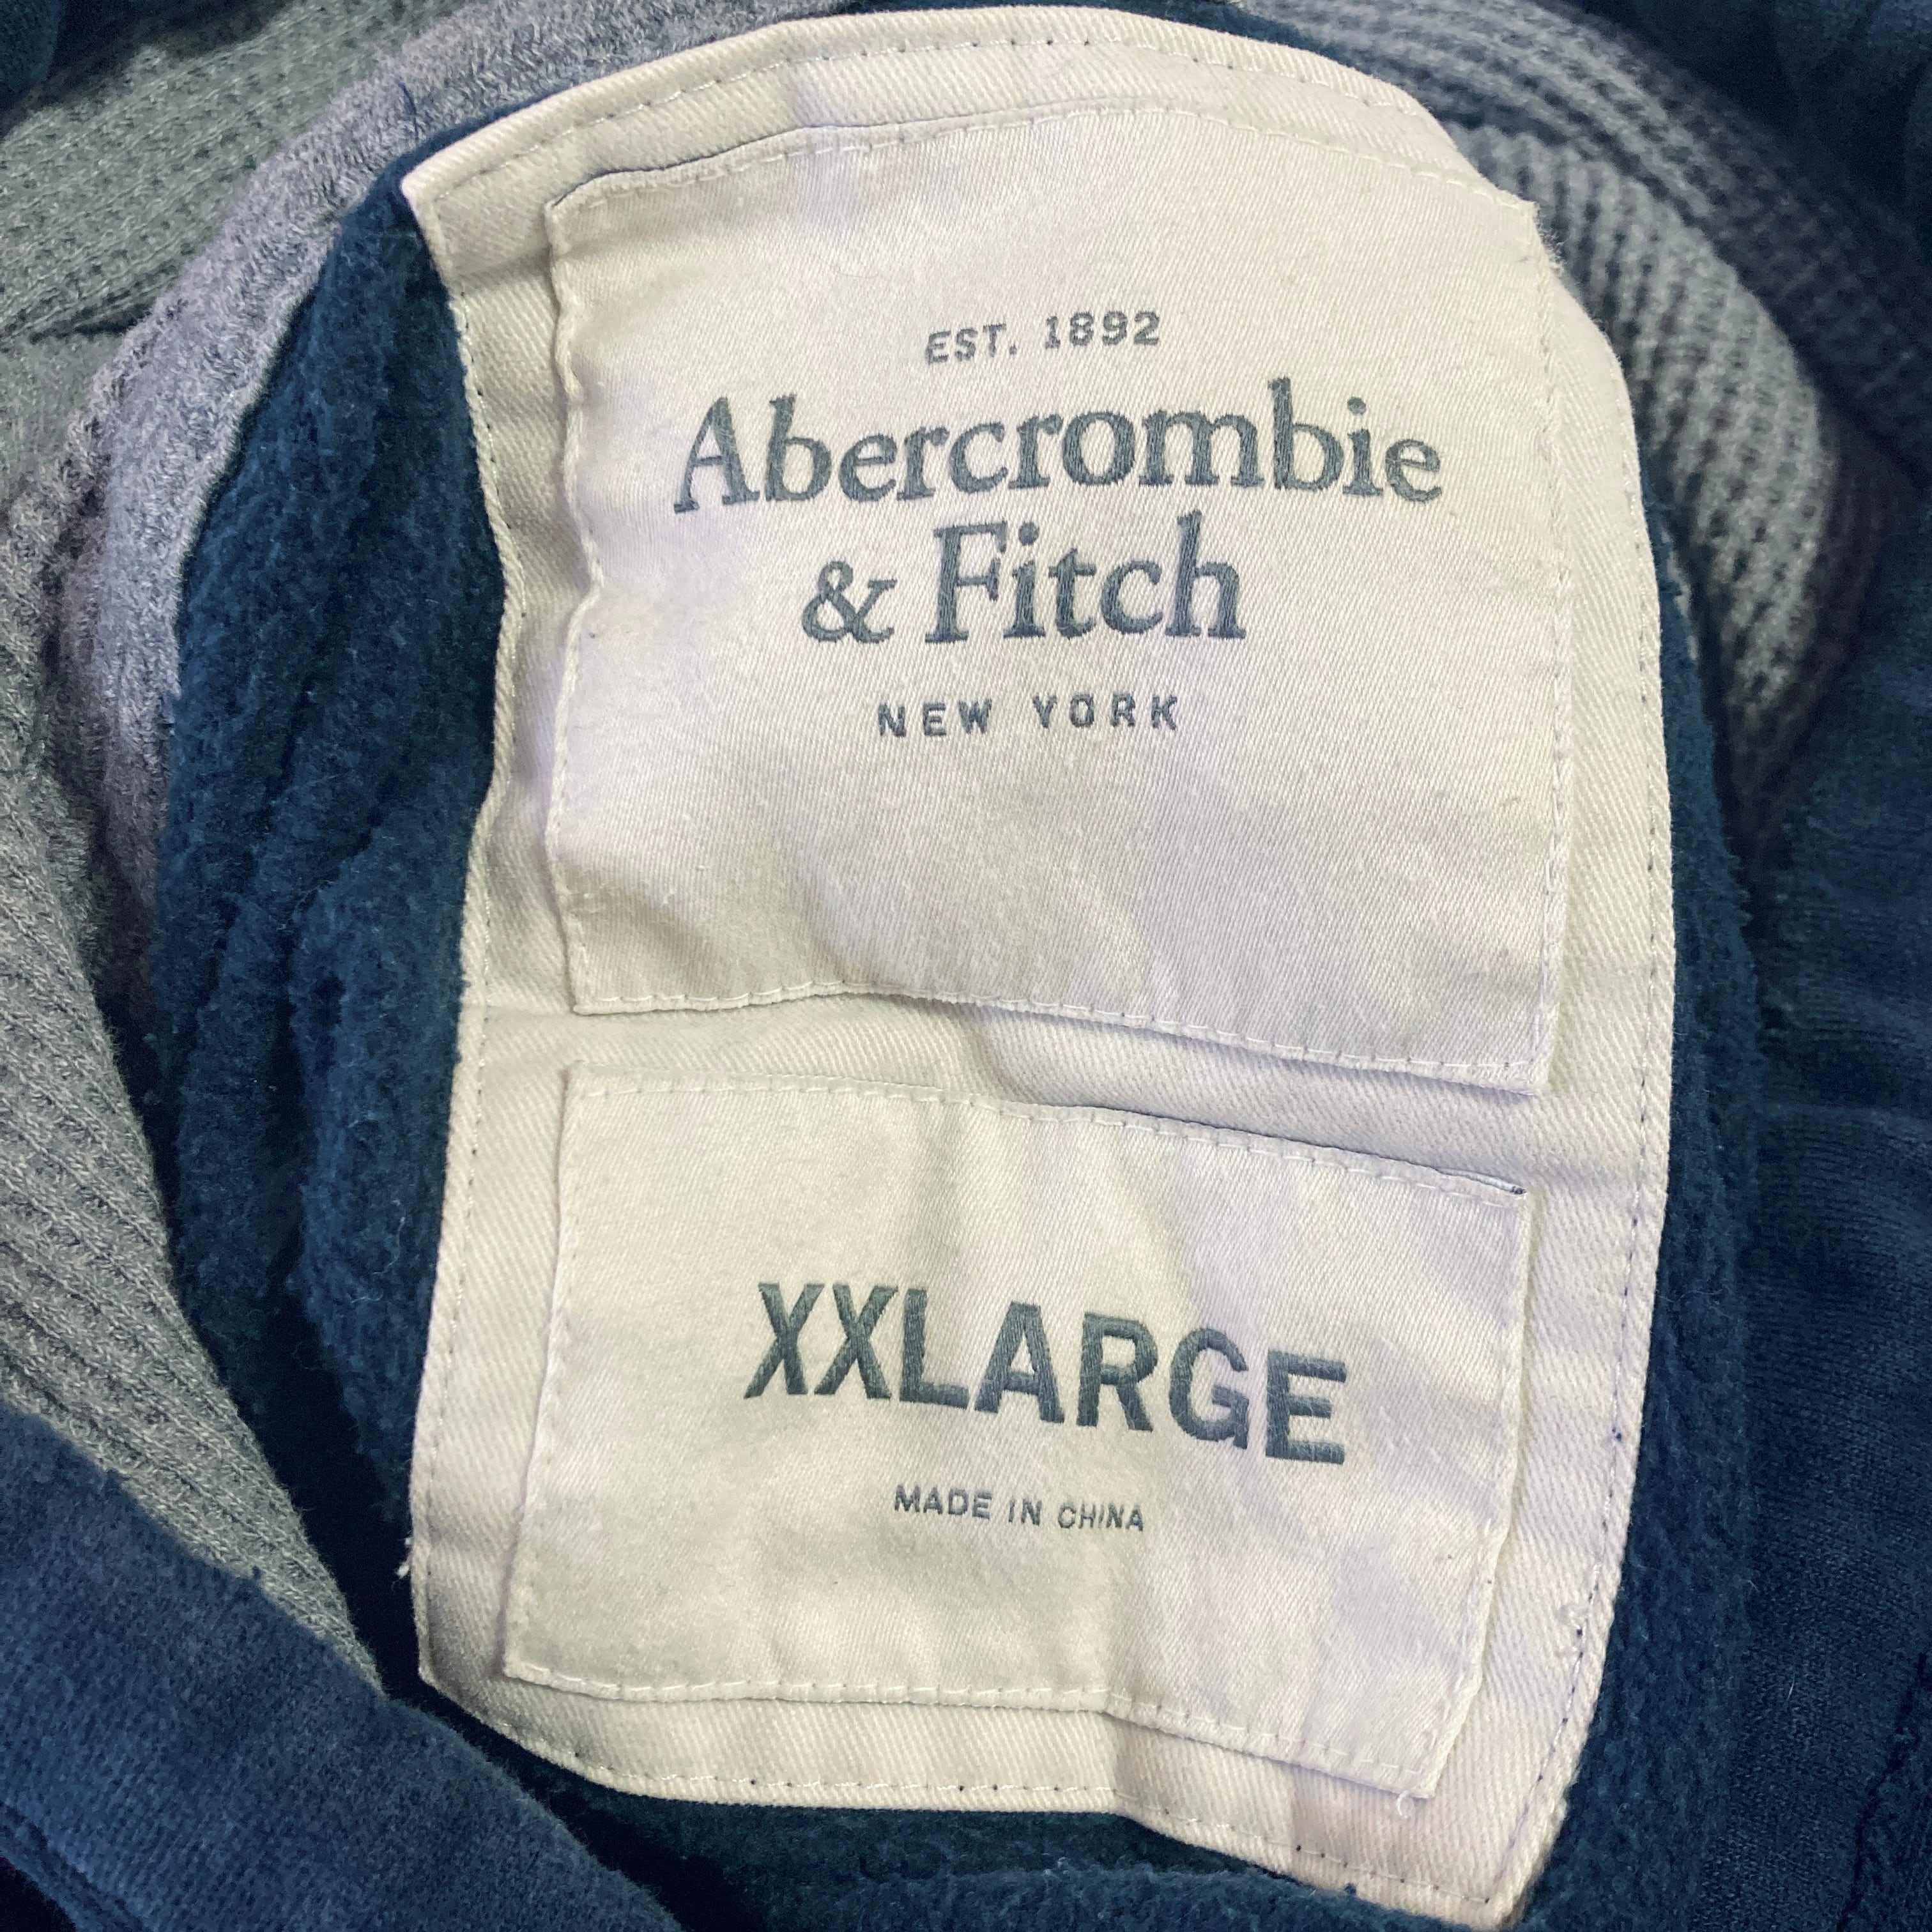 EST. 1892
Abercrombie
& Fitch
NEW YORK
XXLARGE
MADE IN CHINA